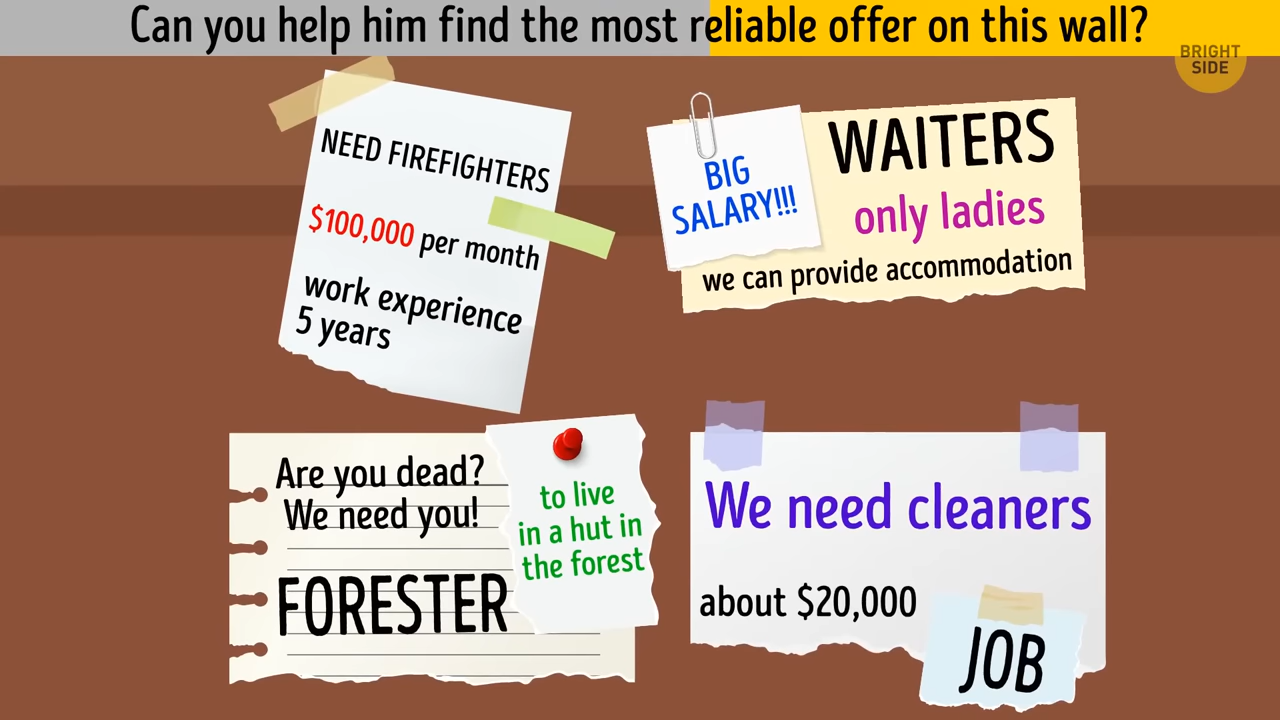 Can you help him find the most reliable offer on this wall?
BRIGHT
SIDE
NEED FIREFIGHTERS
$100,000 per month
work experience
5 years
BIG
SALARY!!!
WAITERS
only ladies
we can provide accommodation
Are you dead?
We need you!
FORESTER
to live
in a hut in
the forest
We need cleaners
about $20,000
JOB